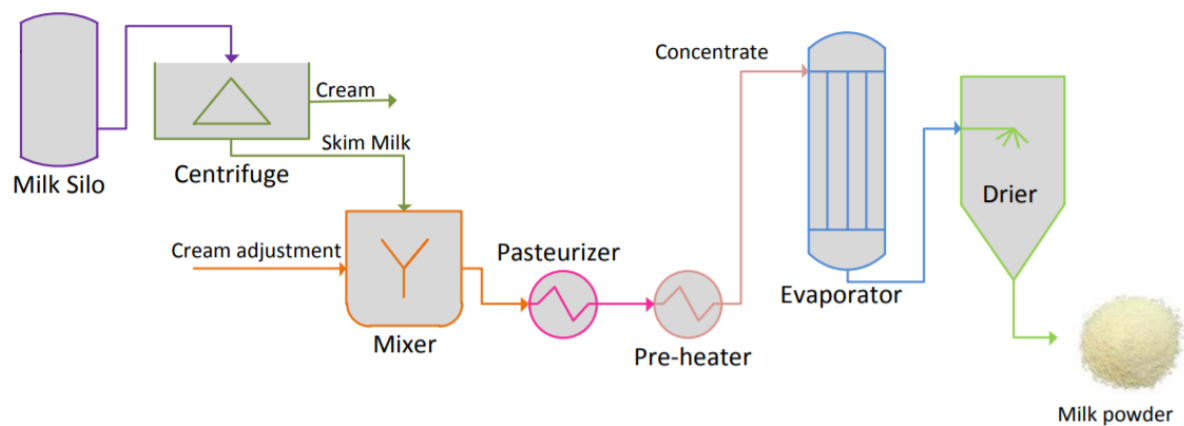 Milk Silo
Centrifuge
Cream
Skim Milk
Cream adjustment
Mixer
Pasteurizer
Pre-heater
Concentrate
Evaporator
Drier
Milk powder